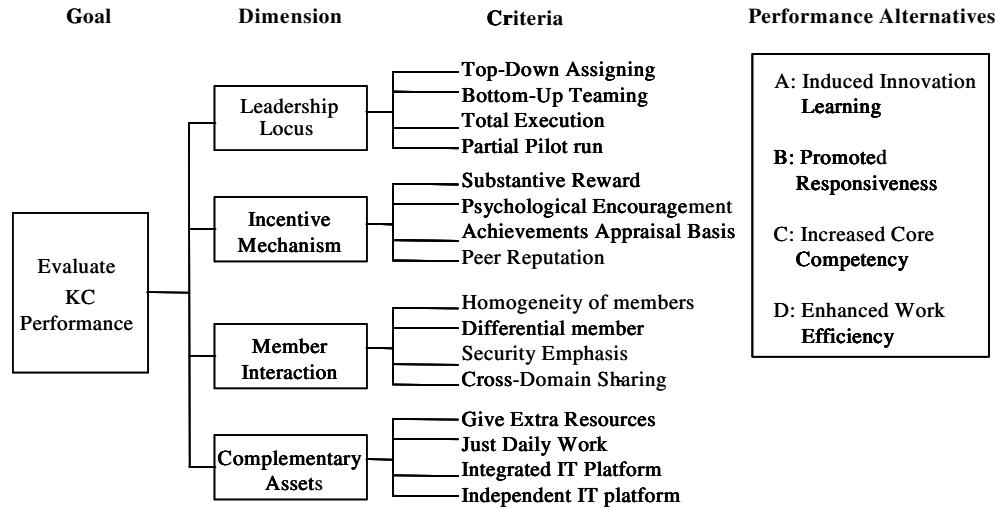 Goal
Dimension
Criteria
Performance Alternatives
Evaluate
KC
Performance
Leadership
Locus
Top-Down Assigning
Bottom-Up Teaming
Total Execution
Partial Pilot run
Incentive
Mechanism
Substantive Reward
Psychological Encouragement
Achievements Appraisal Basis
Peer Reputation
Member
Interaction
Homogeneity of members
Differential member
Security Emphasis
Cross-Domain Sharing
Complementary
Assets
Give Extra Resources
Just Daily Work
Integrated IT Platform
Independent IT platform
A: Induced Innovation
Learning
B: Promoted
Responsiveness
C: Increased Core
Competency
D: Enhanced Work
Efficiency